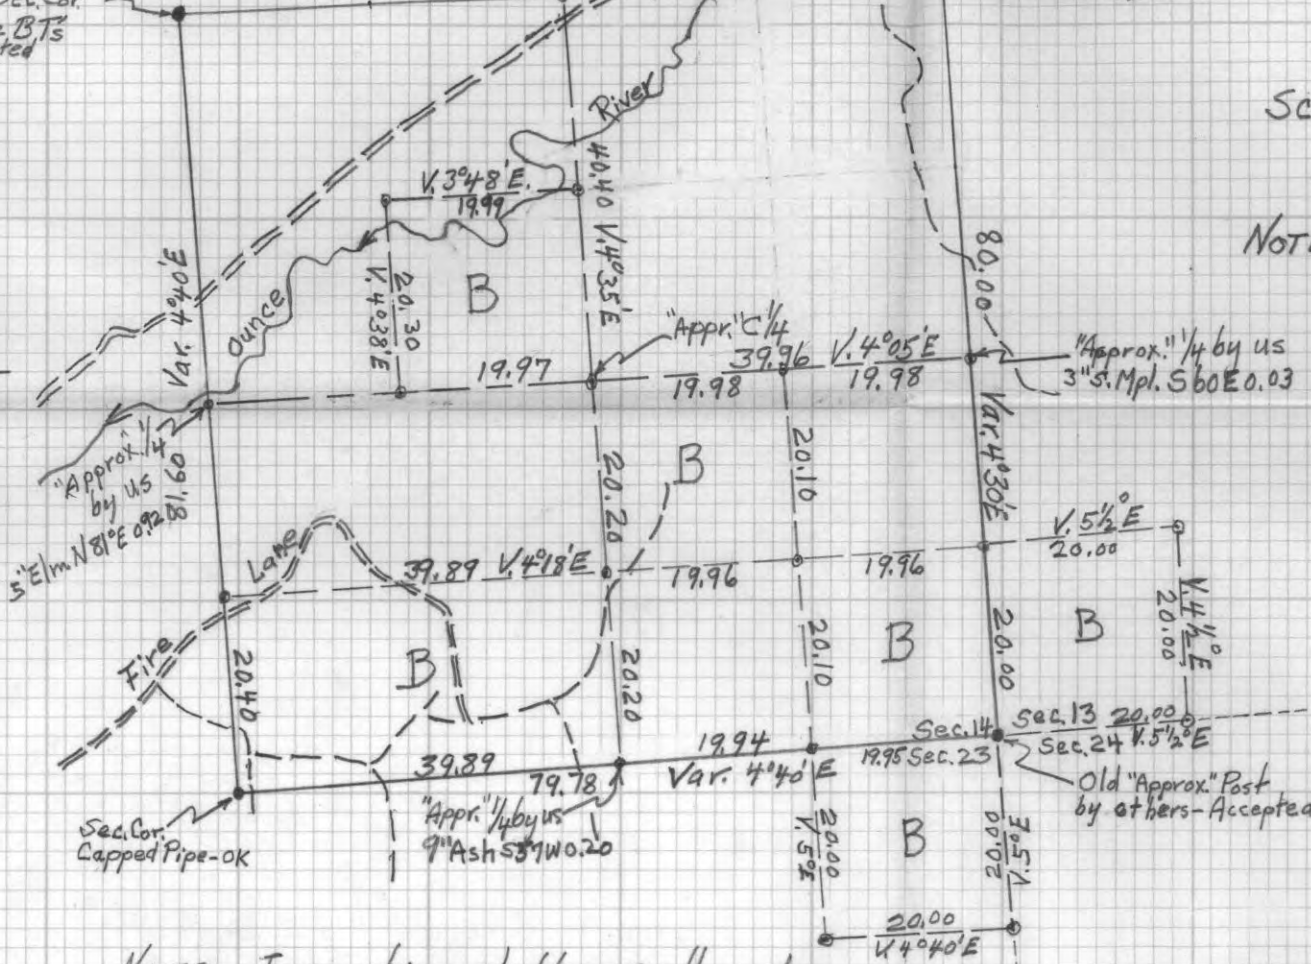 BT's
River
V. 3°48'E.
19.99
40.40 V.4°35'E
Var. 4°40'E.
Ounce
20.30
V. 4°38'E
B
"Appr." C 1/4
80.00
NOT.
SC
19.97
39.96
19.98
V. 4°05'E
19.98
"Approx." 1/4 by us
3" S. Mpl. S60E 0.03
"Approx." 1/4
by us
5" Elm. N81°E 0.92
81.60
20.20
B
20.10
Var. 4°30'E
V. 5 1/2°E
20.00
Lane
39.89 V.4°18'E
19.96
19.96
V. 4 1/2°E
20.00
Fire
20.40
B
20.20
20.10
B
20.00
B
Sec. 14
Sec. 13
20.00
19.94
19.95 Sec. 23
Sec. 24 V. 5 1/2°E
39.89
79.78
Var. 4°40'E
Old "Approx." Post
by others-Accepted
Sec. Cor.
Capped Pipe-OK
"Appr." 1/4 by us
9" Ash S37W0.20
20.00
V. 5°E
B
V. 5°E
20.00
20.00
V. 4°40'E